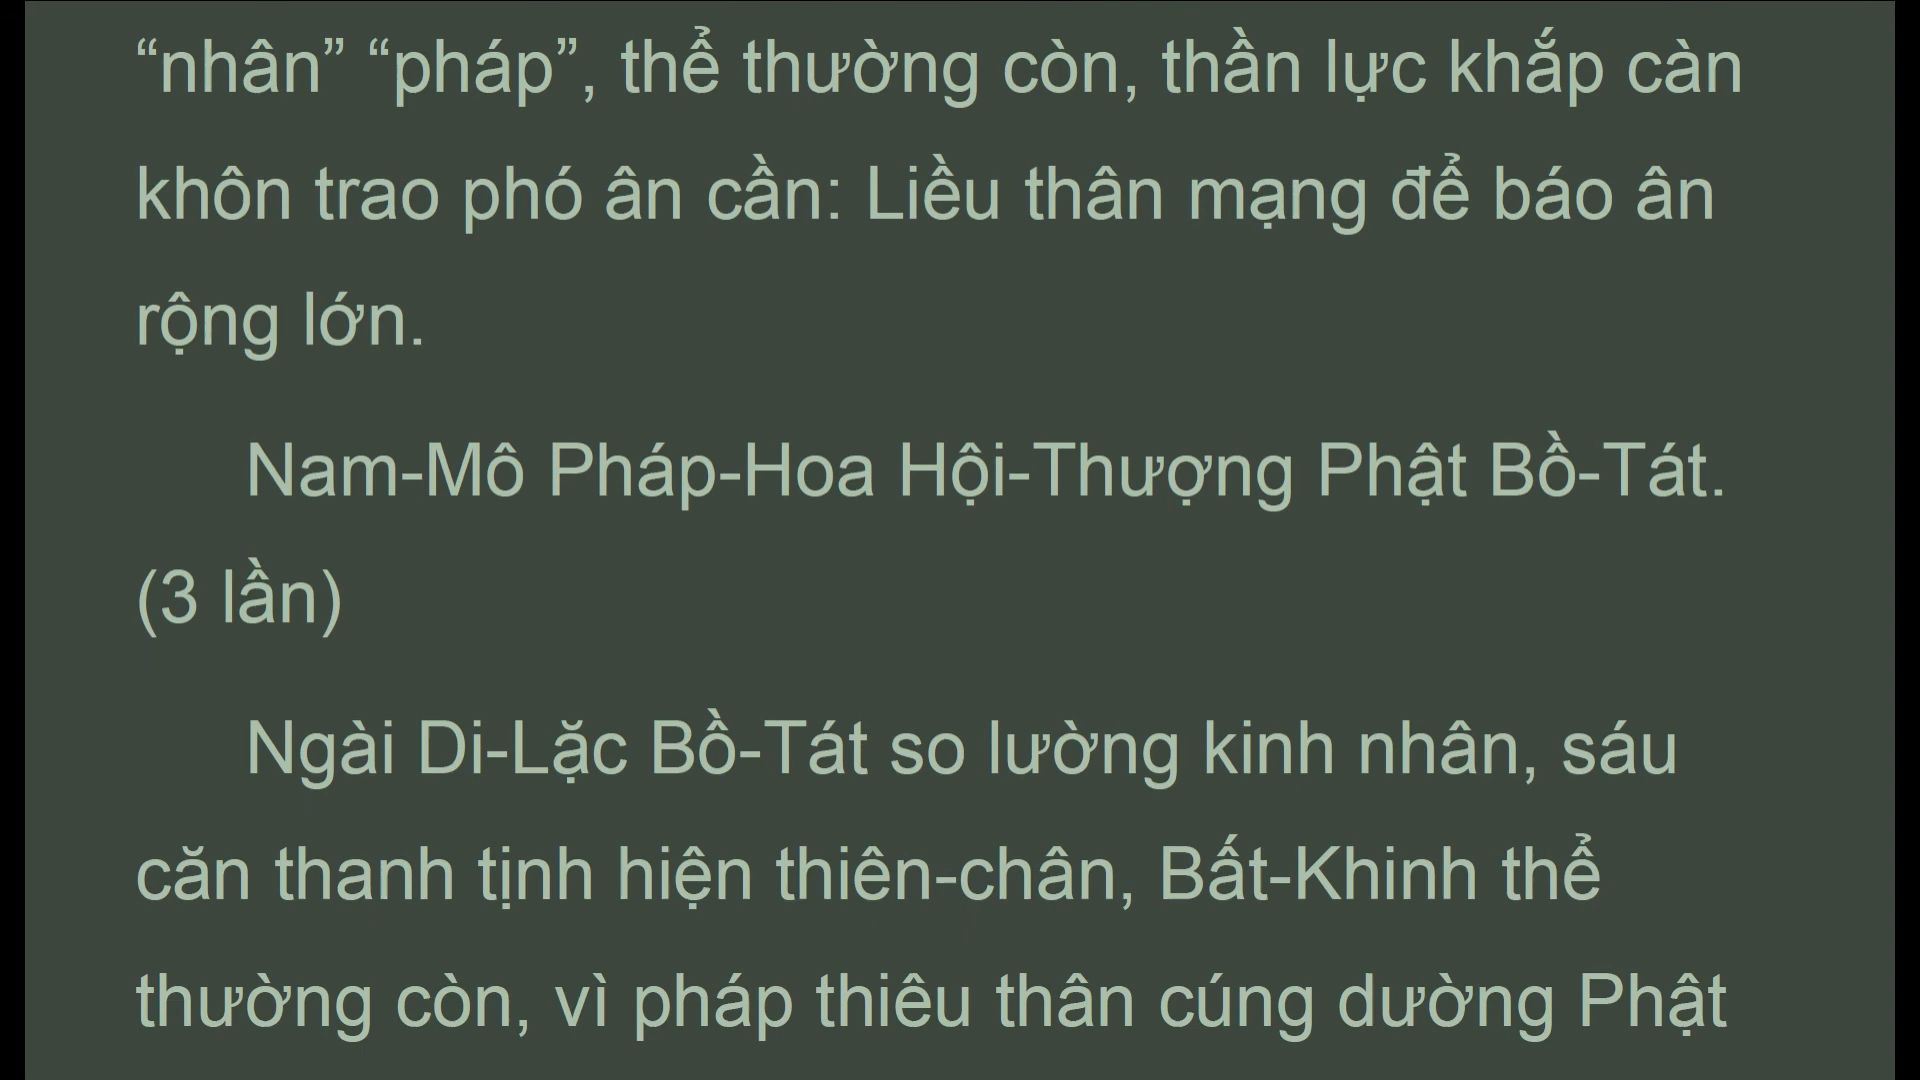 “nhân” “pháp”, thể thường còn, thần lực khắp càn
khôn trao phó ân cần: Liều thân mạng để báo ân
rộng lớn.
Nam-Mô Pháp-Hoa Hội-Thượng Phật Bồ-Tát.
(3 lần)
Ngài Di-Lặc Bồ-Tát so lường kinh nhân, sáu
căn thanh tịnh hiện thiên-chân, Bất-Khinh thể
thường còn, vì pháp thiêu thân cúng dường Phật